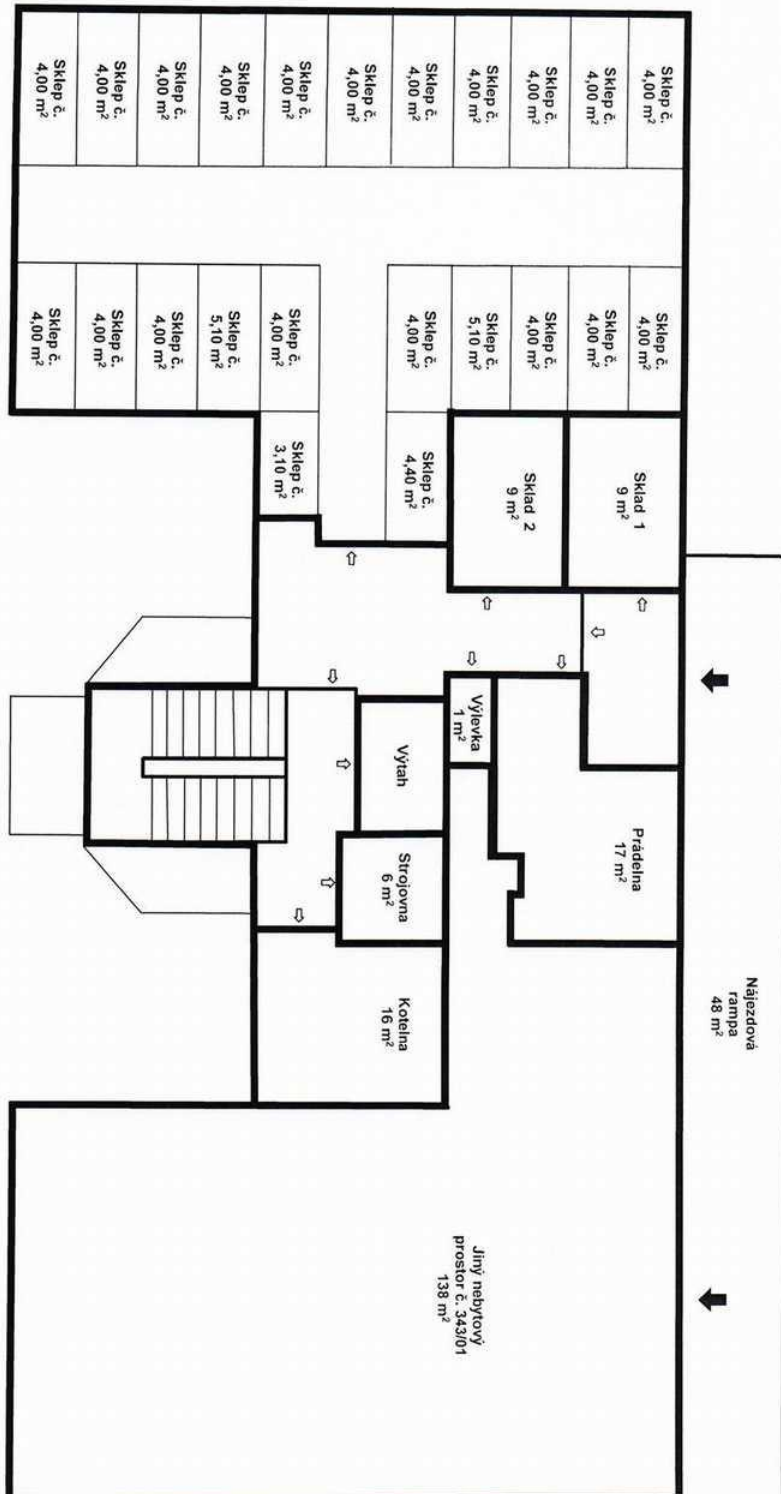 Sklep č.
4,00 m²
Sklep č.
4,00 m²
Sklep č.
4,00 m²
Sklep č.
4,00 m²
Sklep č.
4,00 m²
Sklep č.
4,00 m²
Sklep č.
4,00 m²
Sklep č.
4,00 m²
Sklep č.
4,00 m²
Sklep č.
4,00 m²
Sklep č.
4,00 m²
Sklep č.
4,00 m²
Sklep č.
4,00 m²
Sklep č.
4,00 m²
Sklep č.
5,10 m²
Sklep č.
4,00 m²
Sklep č.
4,00 m²
Sklep č.
5,10 m²
Sklep č.
4,00 m²
Sklep č.
4,00 m²
Sklep č.
4,00 m²
Sklad 1
9 m²
Sklad 2
9 m²
Sklep č.
4,40 m²
Sklep č.
3,10 m²
Výlevka
1 m²
Výtah
Prádelna
17 m²
Strojovna
6 m²
Kotelna
16 m²
Nájezdová
rampa
48 m²
Jiný nebytový
prostor č. 343/01
138 m²